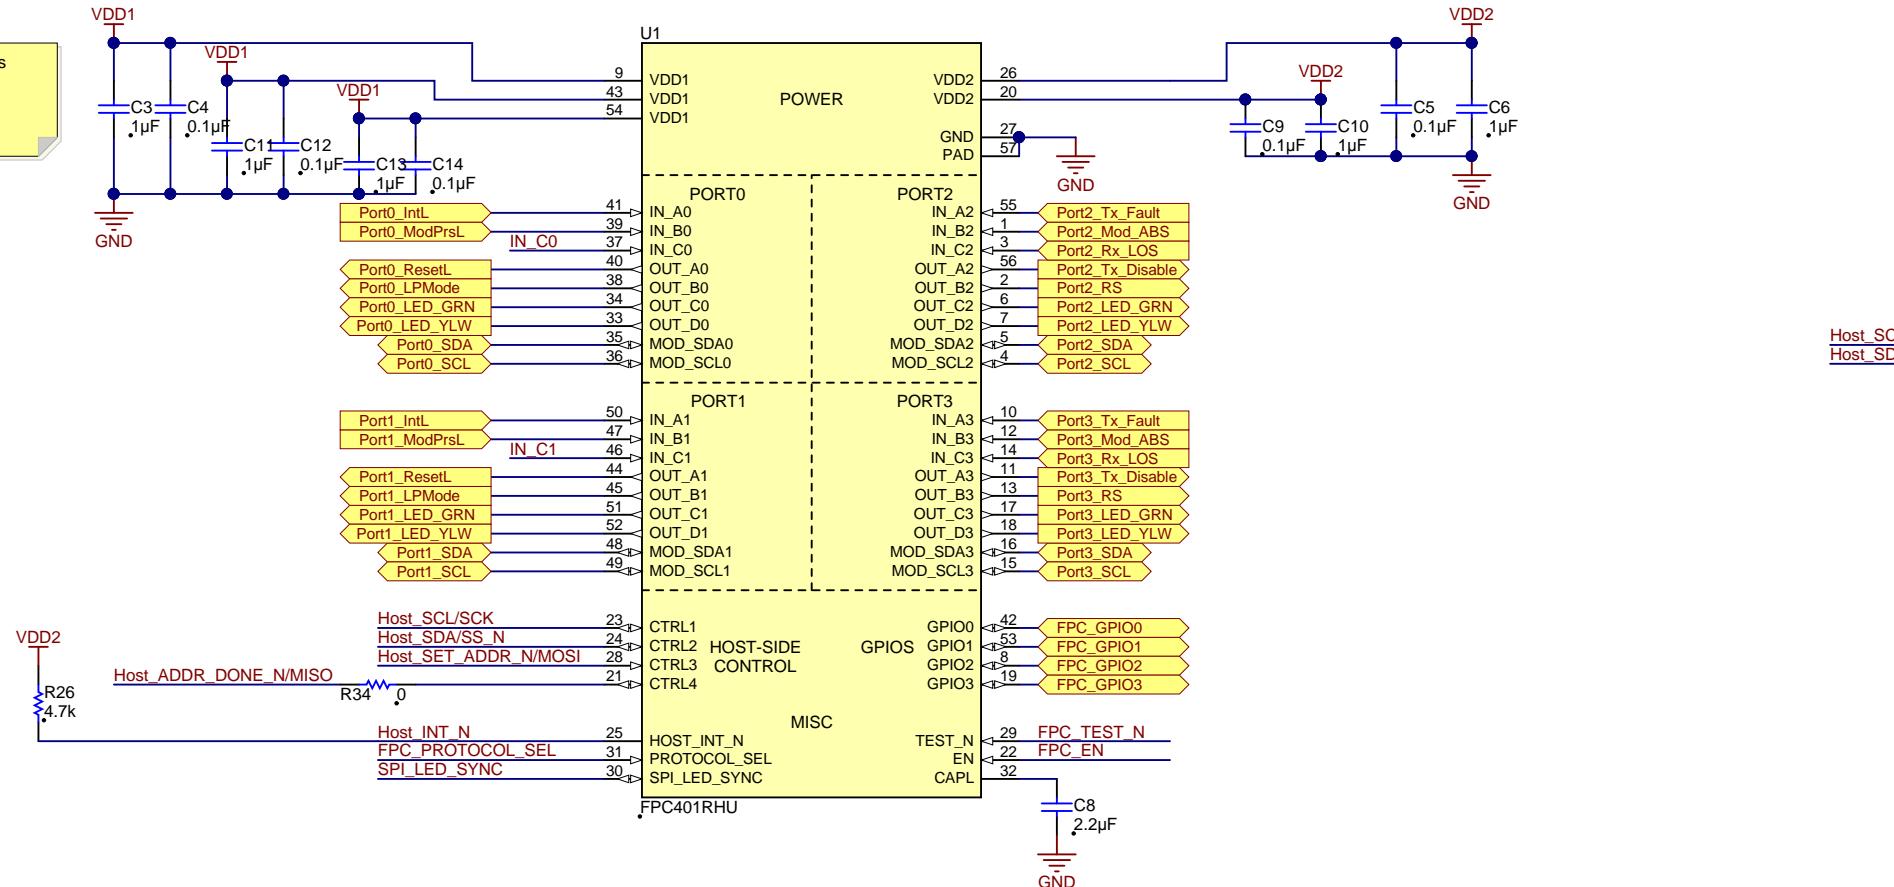 VDD1
VDD2
s
VDD1
U1
VDD1
VDD2
C3
1µF
C4
0.1µF
C11
1µF
C12
0.1µF
C13
1µF
C14
0.1µF
GND
9 VDD1
43 VDD1
54 VDD1
POWER
VDD2 26
VDD2 20
GND 27
PAD 57
GND
C9
0.1µF
C10
1µF
C5
0.1µF
C6
1µF
GND
PORT0
Port0_IntL 41 IN_A0
Port0_ModPrsL 39 IN_B0
IN_C0 37 IN_C0
Port0_ResetL 40 OUT_A0
Port0_LPMode 38 OUT_B0
Port0_LED_GRN 34 OUT_C0
Port0_LED_YLW 33 OUT_D0
Port0_SDA 35 MOD_SDA0
Port0_SCL 36 MOD_SCL0
PORT2
IN_A2 55 Port2_Tx_Fault
IN_B2 1 Port2_Mod_ABS
IN_C2 3 Port2_Rx_LOS
OUT_A2 56 Port2_Tx_Disable
OUT_B2 2 Port2_RS
OUT_C2 6 Port2_LED_GRN
OUT_D2 7 Port2_LED_YLW
MOD_SDA2 5 Port2_SDA
MOD_SCL2 4 Port2_SCL
Host_SC
Host_SD
PORT1
Port1_IntL 50 IN_A1
Port1_ModPrsL 47 IN_B1
IN_C1 46 IN_C1
Port1_ResetL 44 OUT_A1
Port1_LPMode 45 OUT_B1
Port1_LED_GRN 51 OUT_C1
Port1_LED_YLW 52 OUT_D1
Port1_SDA 48 MOD_SDA1
Port1_SCL 49 MOD_SCL1
PORT3
IN_A3 10 Port3_Tx_Fault
IN_B3 12 Port3_Mod_ABS
IN_C3 14 Port3_Rx_LOS
OUT_A3 11 Port3_Tx_Disable
OUT_B3 13 Port3_RS
OUT_C3 17 Port3_LED_GRN
OUT_D3 18 Port3_LED_YLW
MOD_SDA3 16 Port3_SDA
MOD_SCL3 15 Port3_SCL
Host_SCL/SCK 23 CTRL1
Host_SDA/SS_N 24 CTRL2
Host_SET_ADDR_N/MOSI 28 CTRL3
Host_ADDR_DONE_N/MISO R34 0 21 CTRL4
HOST-SIDE
CONTROL
GPIOS
GPIO0 42 FPC_GPIO0
GPIO1 53 FPC_GPIO1
GPIO2 8 FPC_GPIO2
GPIO3 19 FPC_GPIO3
VDD2
R26
4.7k
MISC
Host_INT_N 25 HOST_INT_N
FPC_PROTOCOL_SEL 31 PROTOCOL_SEL
SPI_LED_SYNC 30 SPI_LED_SYNC
TEST_N 29 FPC_TEST_N
EN 22 FPC_EN
CAPL 32
FPC401RHU
C8
2.2µF
GND